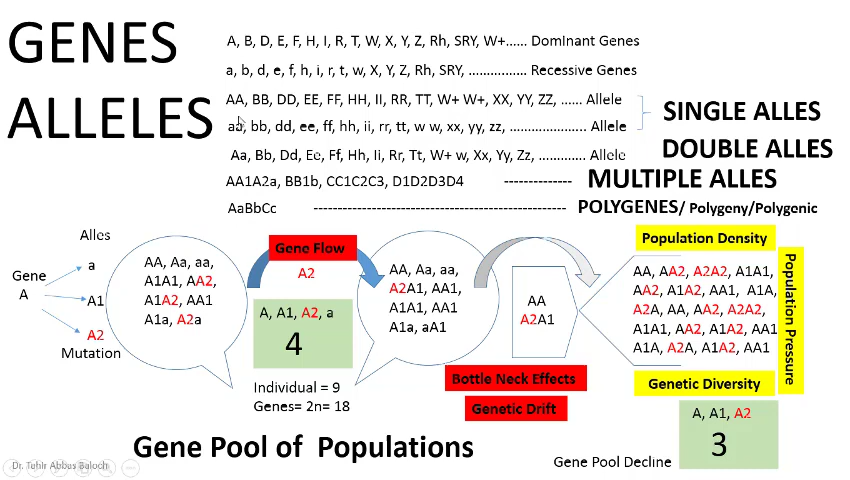 GENES
ALLELES
A, B, D, E, F, H, I, R, T, W, X, Y, Z, Rh, SRY, W+...... Dominant Genes
a, b, d, e, f, h, i, r, t, w, X, Y, Z, Rh, SRY, ................ Recessive Genes
AA, BB, DD, EE, FF, HH, II, RR, TT, W+ W+, XX, YY, ZZ, ...... Allele
aa, bb, dd, ee, ff, hh, ii, rr, tt, w w, xx, yy, zz, ..................... Allele
Aa, Bb, Dd, Ee, Ff, Hh, Ii, Rr, Tt, W+ w, Xx, Yy, Zz, ............ Allele
SINGLE ALLES
DOUBLE ALLES
AA1A2a, BB1b, CC1C2C3, D1D2D3D4 -------------- MULTIPLE ALLES
AaBbCc ---------------------------------------------------- POLYGENES/ Polygeny/Polygenic
Gene
A
Alles
a
A1
A2
Mutation
AA, Aa, aa,
A1A1, AA2,
A1A2, AA1
A1a, A2a
Gene Flow
A2
A, A1, A2, a
4
Individual = 9
Genes= 2n= 18
AA, Aa, aa,
A2A1, AA1,
A1A1, AA1
A1a, aA1
AA
A2A1
Bottle Neck Effects
Genetic Drift
Population Density
AA, AA2, A2A2, A1A1,
AA2, A1A2, AA1, A1A,
A2A, AA, AA2, A2A2,
A1A1, AA2, A1A2, AA1
A1A, A2A, A1A2, AA1
Population Pressure
Genetic Diversity
A, A1, A2
3
Gene Pool Decline
Gene Pool of Populations
Dr. Tahir Abbas Baloch